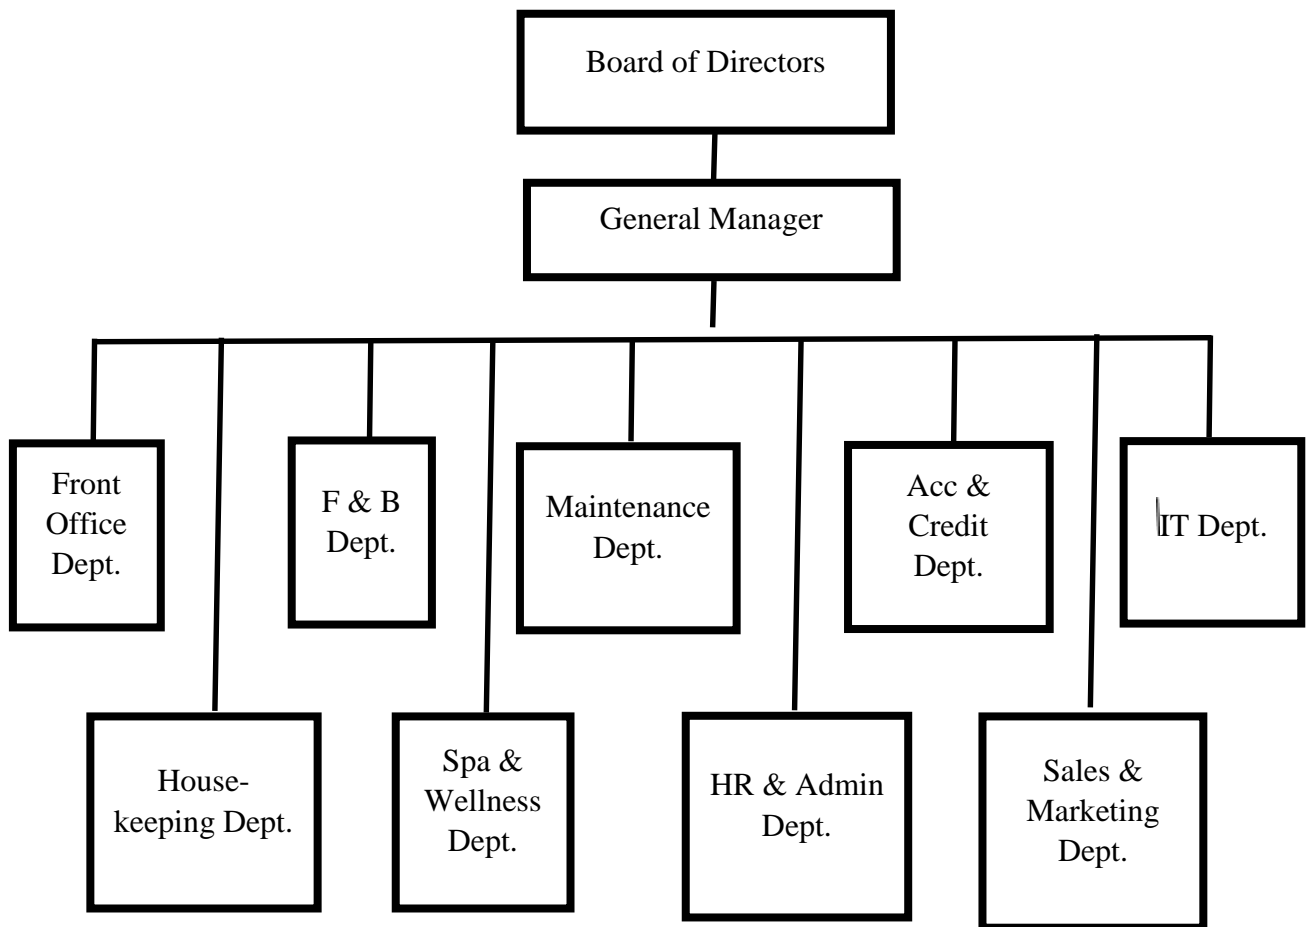 Board of Directors
General Manager
Front
Office
Dept.
F & B
Dept.
Maintenance
Dept.
Acc &
Credit
Dept.
IT Dept.
House-
keeping Dept.
Spa &
Wellness
Dept.
HR & Admin
Dept.
Sales &
Marketing
Dept.